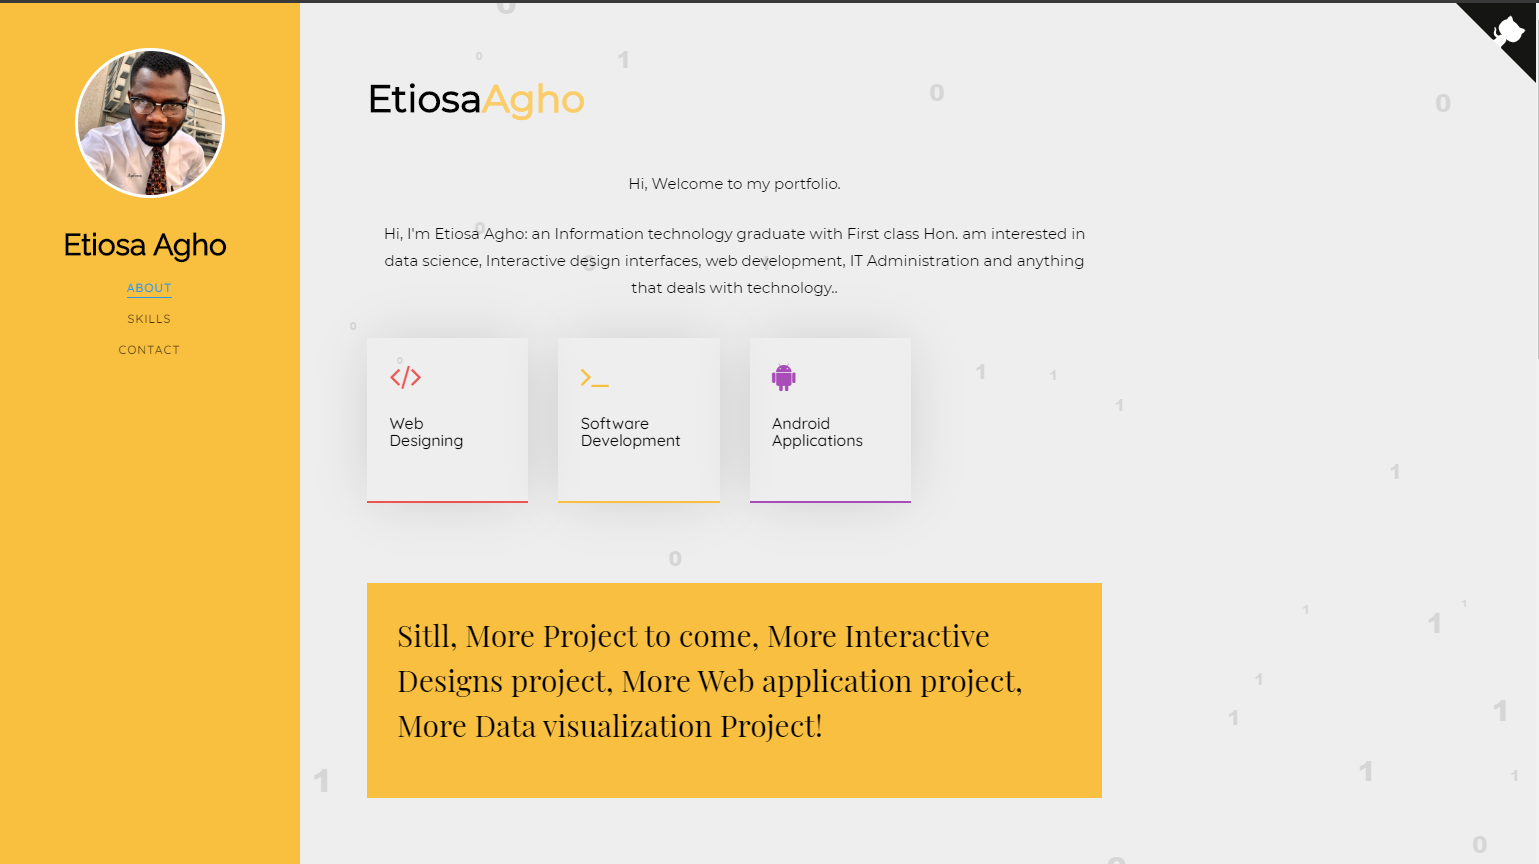 Etiosa Agho
ABOUT
SKILLS
CONTACT
EtiosaAgho
Hi, Welcome to my portfolio.
Hi, I'm Etiosa Agho: an Information technology graduate with First class Hon. am interested in
data science, Interactive design interfaces, web development, IT Administration and anything
that deals with technology..
Web
Designing
Software
Development
Android
Applications
Sitll, More Project to come, More Interactive
Designs project, More Web application project,
More Data visualization Project!